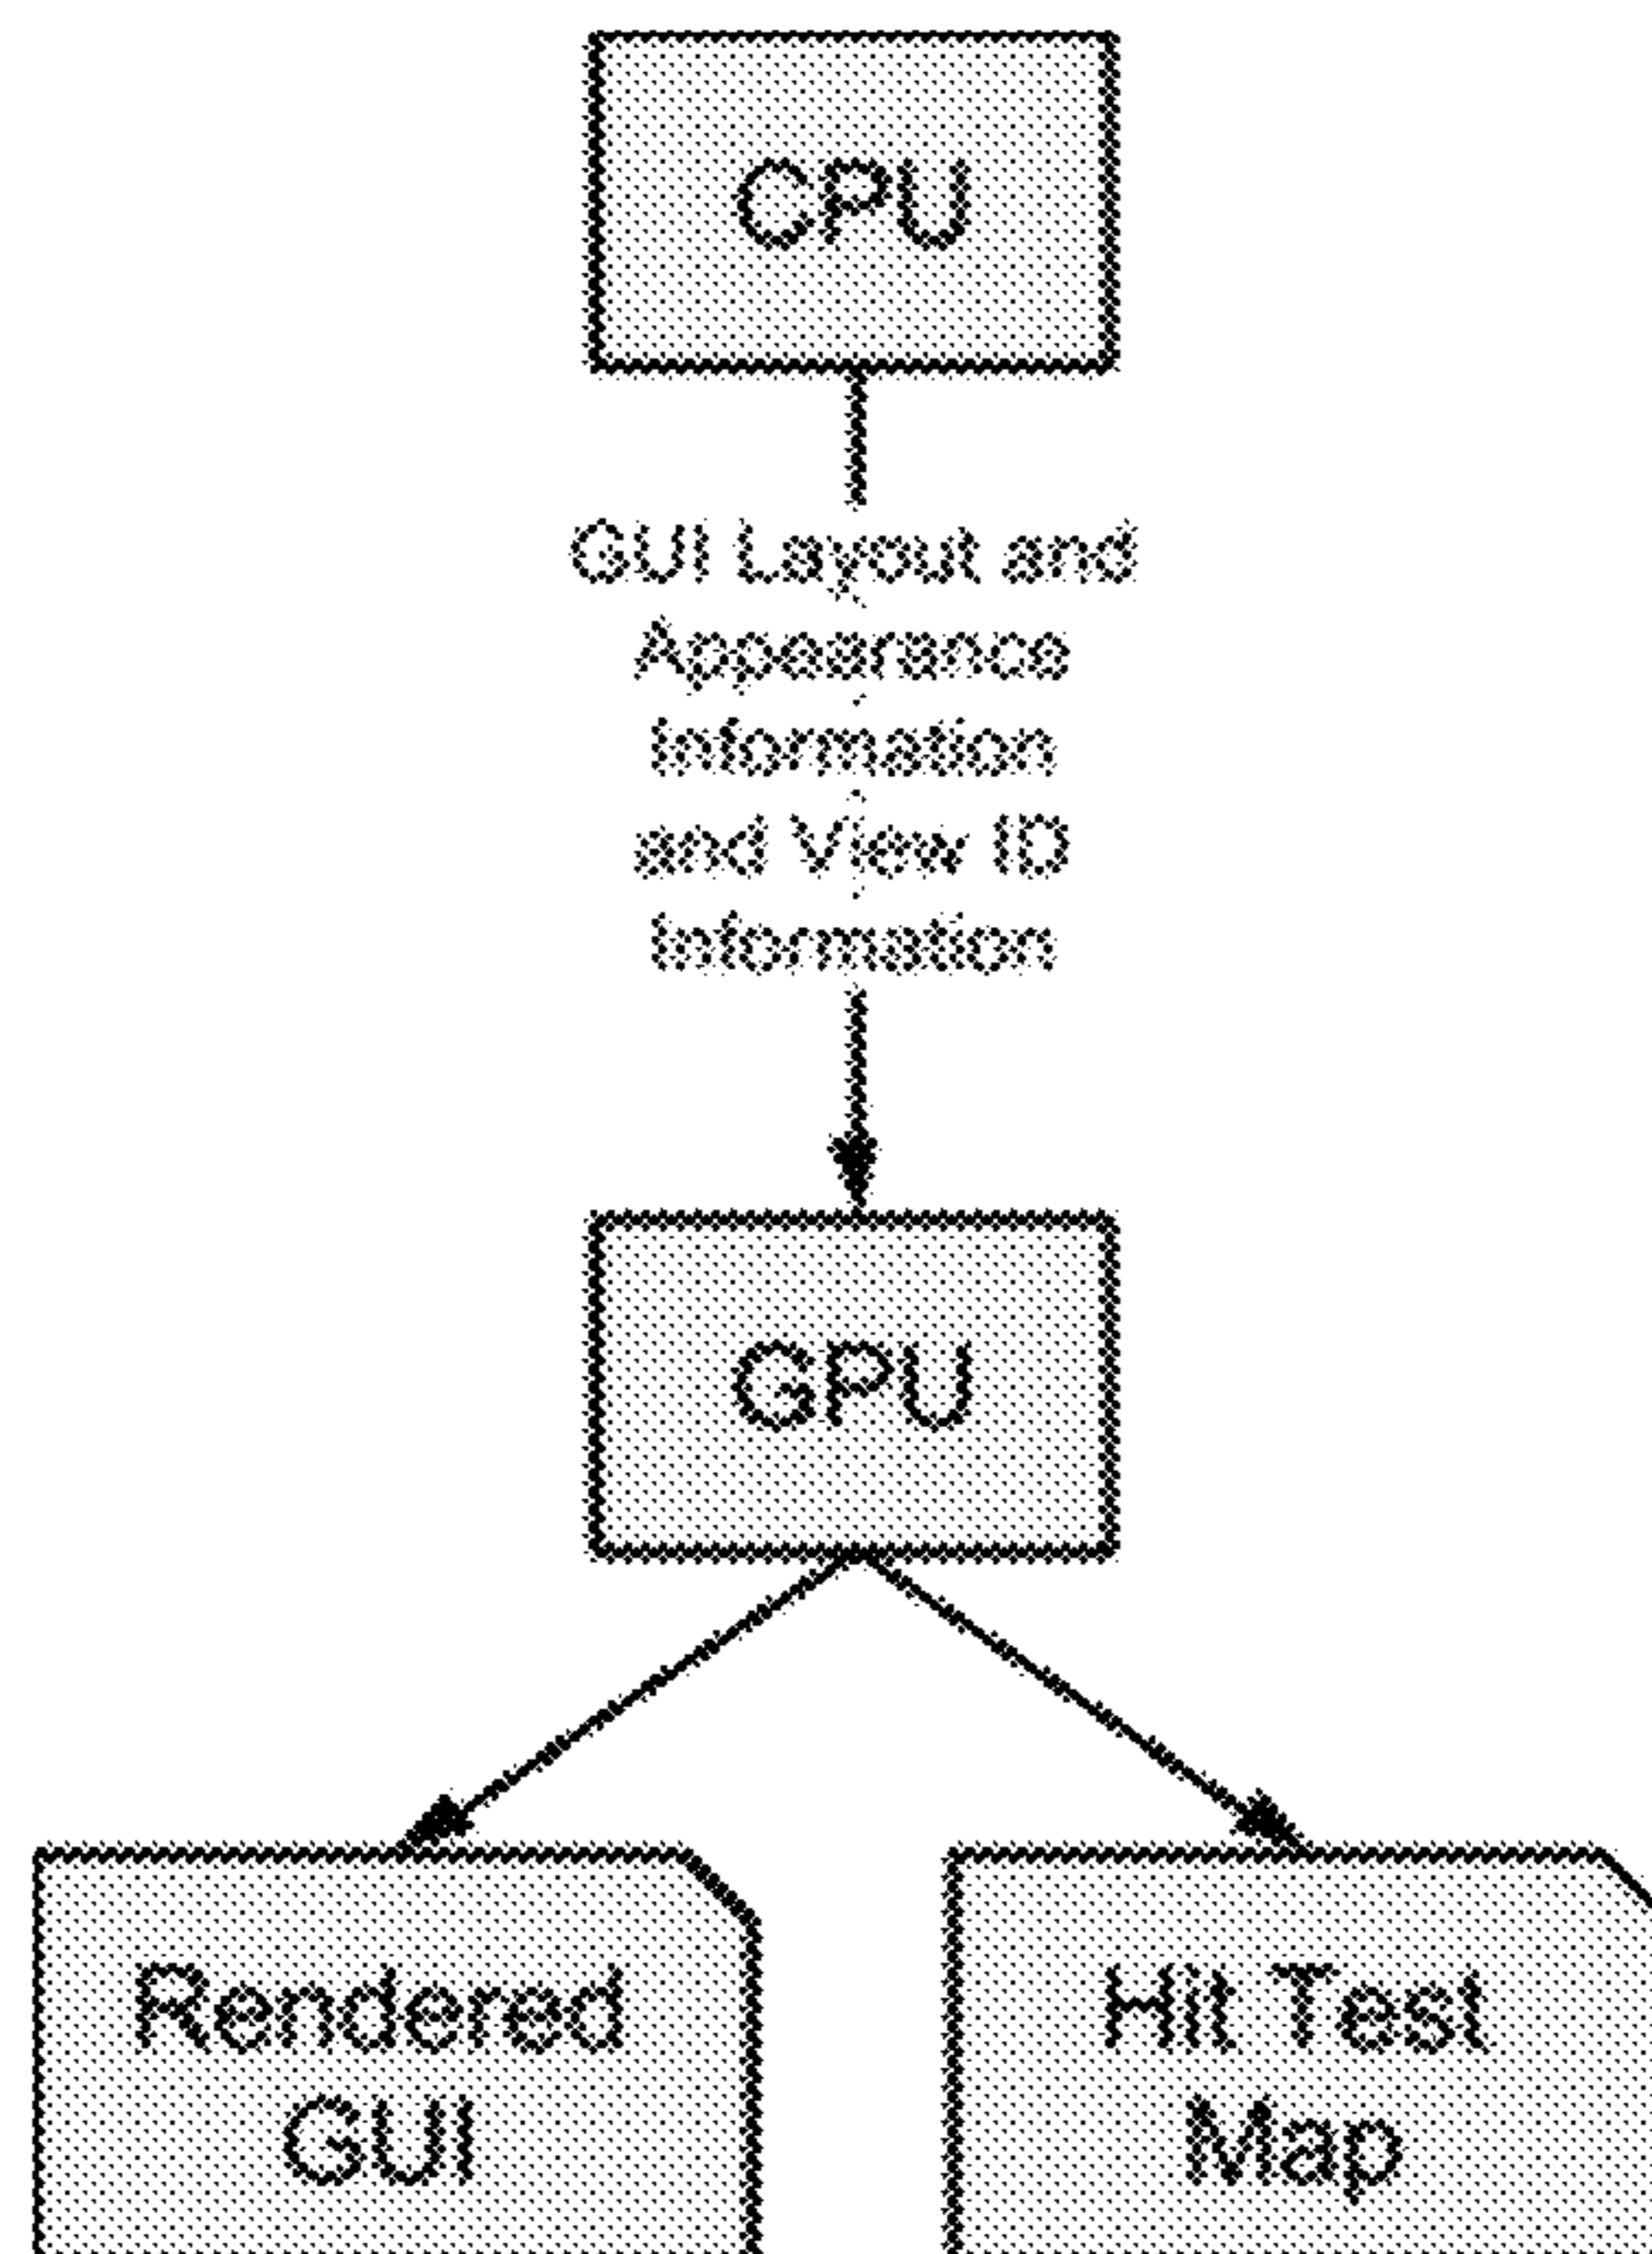 CPU
GUI Layout and
Appearance
Information
and View ID
Information
GPU
Rendered
GUI
Hit Test
Map